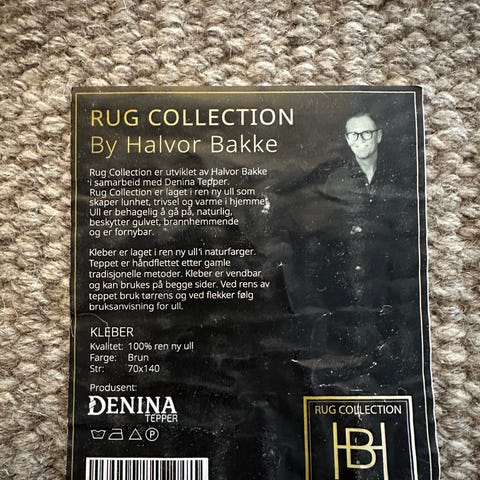 RUG COLLECTION
By Halvor Bakke
Rug Collection er utviklet av Halvor Bakke
i samarbeid med Denina Tepper.
Rug Collection er laget i ren ny ull som
skaper lunhet, trivsel og varme i hjemmet
Ull er behagelig å gå på, naturlig,
beskytter gulvet, brannhemmende
og er fornybar.
Kleber er laget i ren ny ull i naturfarger.
Teppet er håndflettet etter gamle
tradisjonelle metoder. Kleber er vendbar
og kan brukes på begge sider. Ved rens av
teppet bruk tørrens og ved flekker følg
bruksanvisning for ull.
KLEBER
Kvalitet: 100% ren ny ull
Farge: Brun
Str: 70x140
Produsent:
DENINA
TEPPER
P
RUG COLLECTION
HB